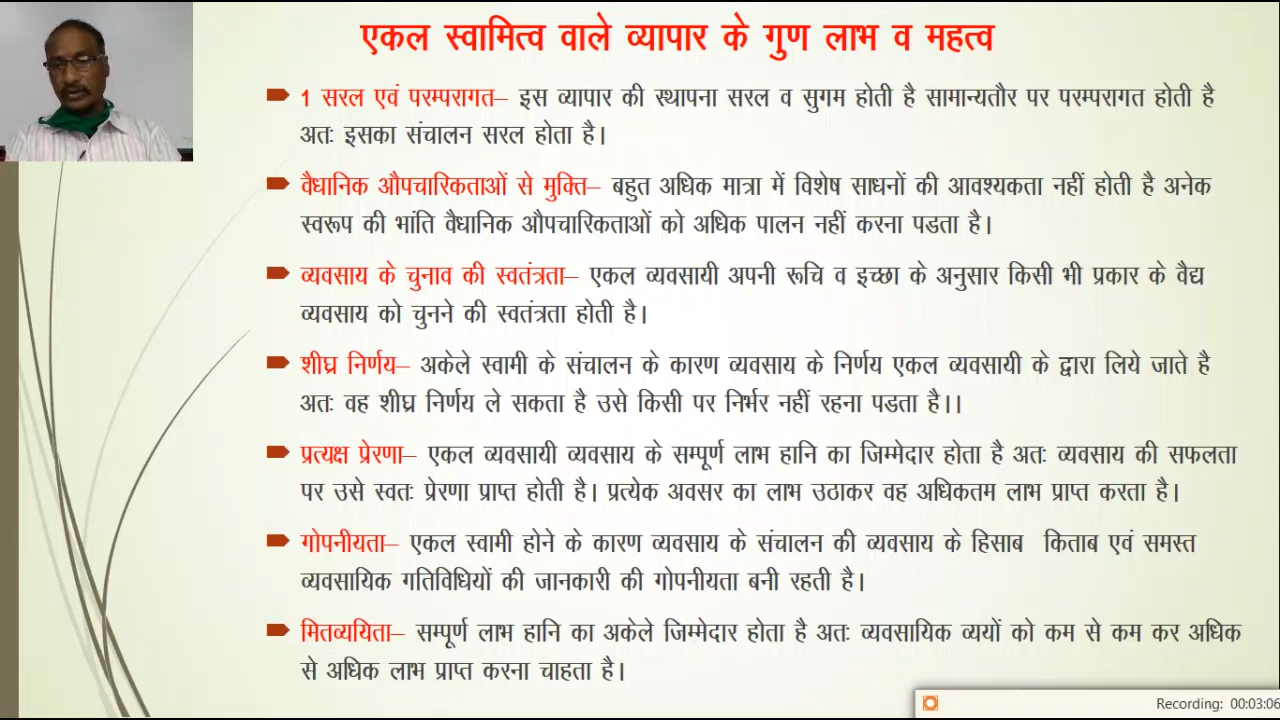 एकल स्वामित्व वाले व्यापार के गुण लाभ व महत्व
1 सरल एवं परम्परागत– इस व्यापार की स्थापना सरल व सुगम होती है सामान्यतौर पर परम्परागत होती है
अतः इसका संचालन सरल होता है।
वैधानिक औपचारिकताओं से मुक्ति– बहुत अधिक मात्रा में विशेष साधनों की आवश्यकता नहीं होती है अनेक
स्वरूप की भांति वैधानिक औपचारिकताओं को अधिक पालन नहीं करना पडता है।
व्यवसाय के चुनाव की स्वतंत्रता– एकल व्यवसायी अपनी रूचि व इच्छा के अनुसार किसी भी प्रकार के वैद्य
व्यवसाय को चुनने की स्वतंत्रता होती है।
शीघ्र निर्णय– अकेले स्वामी के संचालन के कारण व्यवसाय के निर्णय एकल व्यवसायी के द्वारा लिये जाते है
अतः वह शीघ्र निर्णय ले सकता है उसे किसी पर निर्भर नहीं रहना पडता है।।
प्रत्यक्ष प्रेरणा– एकल व्यवसायी व्यवसाय के सम्पूर्ण लाभ हानि का जिम्मेदार होता है अतः व्यवसाय की सफलता
पर उसे स्वतः प्रेरणा प्राप्त होती है। प्रत्येक अवसर का लाभ उठाकर वह अधिकतम लाभ प्राप्त करता है।
गोपनीयता– एकल स्वामी होने के कारण व्यवसाय के संचालन की व्यवसाय के हिसाब किताब एवं समस्त
व्यवसायिक गतिविधियों की जानकारी की गोपनीयता बनी रहती है।
मितव्ययिता– सम्पूर्ण लाभ हानि का अकेले जिम्मेदार होता है अतः व्यवसायिक व्ययों को कम से कम कर अधिक
से अधिक लाभ प्राप्त करना चाहता है।
Recording: 00:03:06